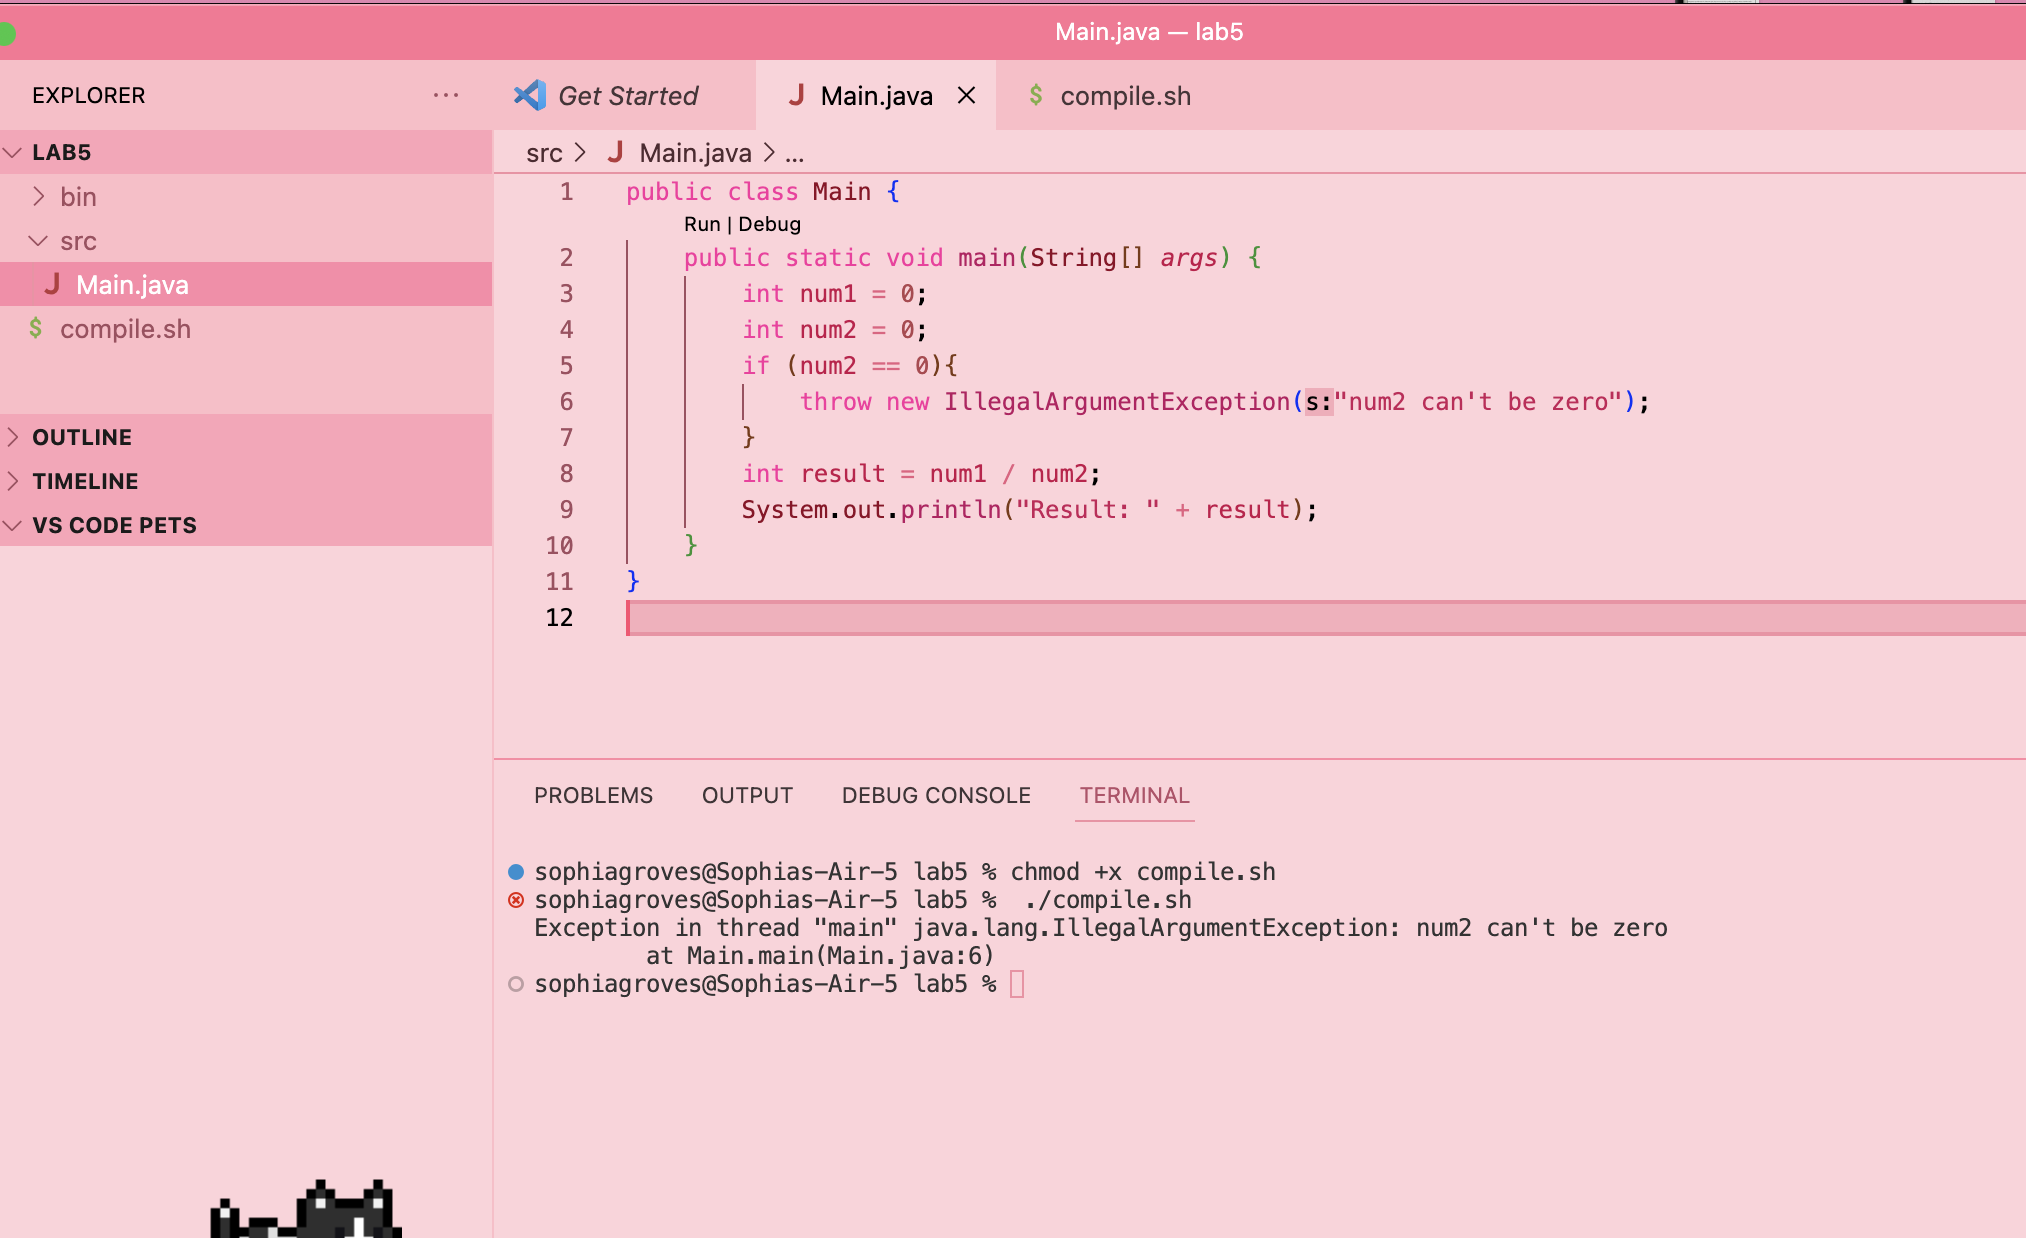 Main.java — lab5
EXPLORER ···
LAB5
bin
src
J Main.java
$ compile.sh
OUTLINE
TIMELINE
VS CODE PETS
Get Started
J Main.java ×
$ compile.sh
src > J Main.java > ...
1 public class Main {
Run | Debug
2 public static void main(String[] args) {
3 int num1 = 0;
4 int num2 = 0;
5 if (num2 == 0){
6 throw new IllegalArgumentException(s:"num2 can't be zero");
7 }
8 int result = num1 / num2;
9 System.out.println("Result: " + result);
10 }
11 }
12
PROBLEMS OUTPUT DEBUG CONSOLE TERMINAL
sophiagroves@Sophias-Air-5 lab5 % chmod +x compile.sh
sophiagroves@Sophias-Air-5 lab5 %  ./compile.sh
Exception in thread "main" java.lang.IllegalArgumentException: num2 can't be zero
at Main.main(Main.java:6)
sophiagroves@Sophias-Air-5 lab5 %